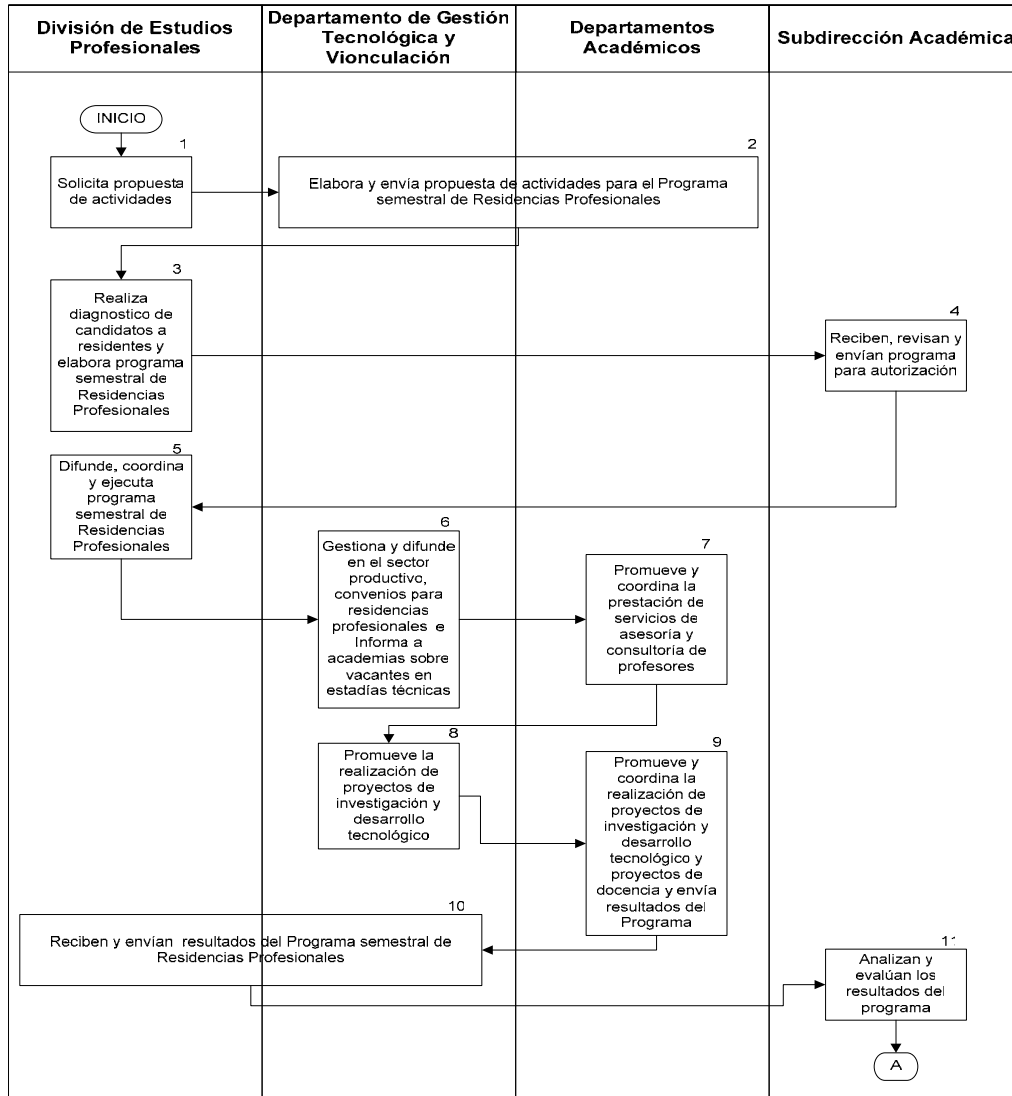 División de Estudios
Profesionales
Departamento de Gestión
Tecnológica y
Vionculación
Departamentos
Académicos
Subdirección Académica
INICIO
1
Solicita propuesta
de actividades
2
Elabora y envía propuesta de actividades para el Programa
semestral de Residencias Profesionales
3
Realiza
diagnostico de
candidatos a
residentes y
elabora programa
semestral de
Residencias
Profesionales
4
Reciben, revisan y
envían programa
para autorización
5
Difunde, coordina
y ejecuta
programa
semestral de
Residencias
Profesionales
6
Gestiona y difunde
en el sector
productivo,
convenios para
residencias
profesionales e
Informa a
academias sobre
vacantes en
estadías técnicas
7
Promueve y
coordina la
prestación de
servicios de
asesoría y
consultoría de
profesores
8
Promueve la
realización de
proyectos de
investigación y
desarrollo
tecnológico
9
Promueve y
coordina la
realización de
proyectos de
investigación y
desarrollo
tecnológico y
proyectos de
docencia y envía
resultados del
Programa
10
Reciben y envían resultados del Programa semestral de
Residencias Profesionales
11
Analizan y
evalúan los
resultados del
programa
A